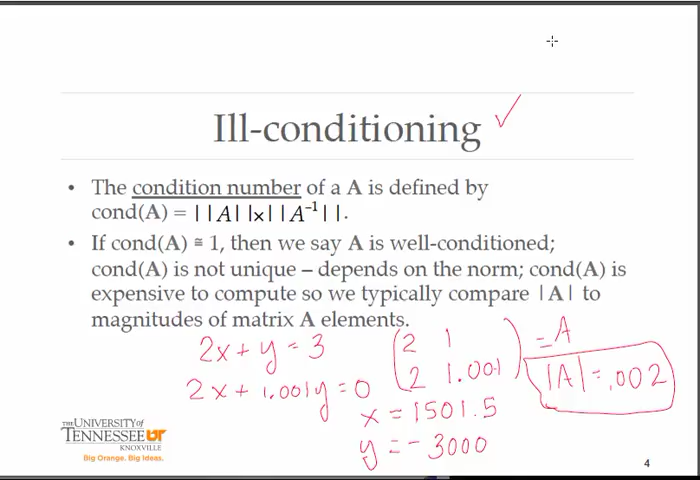 Ill-conditioning ✓
• The condition number of a A is defined by
cond(A) = ||A||x||A⁻¹||.
• If cond(A) ≅ 1, then we say A is well-conditioned;
cond(A) is not unique – depends on the norm; cond(A) is
expensive to compute so we typically compare |A| to
magnitudes of matrix A elements.
2x + y = 3
2x + 1.001y = 0
(2 1
2 1.001) = A
|A| = .002
x = 1501.5
y = -3000
THE UNIVERSITY of
TENNESSEE UT
KNOXVILLE
Big Orange. Big Ideas.
4